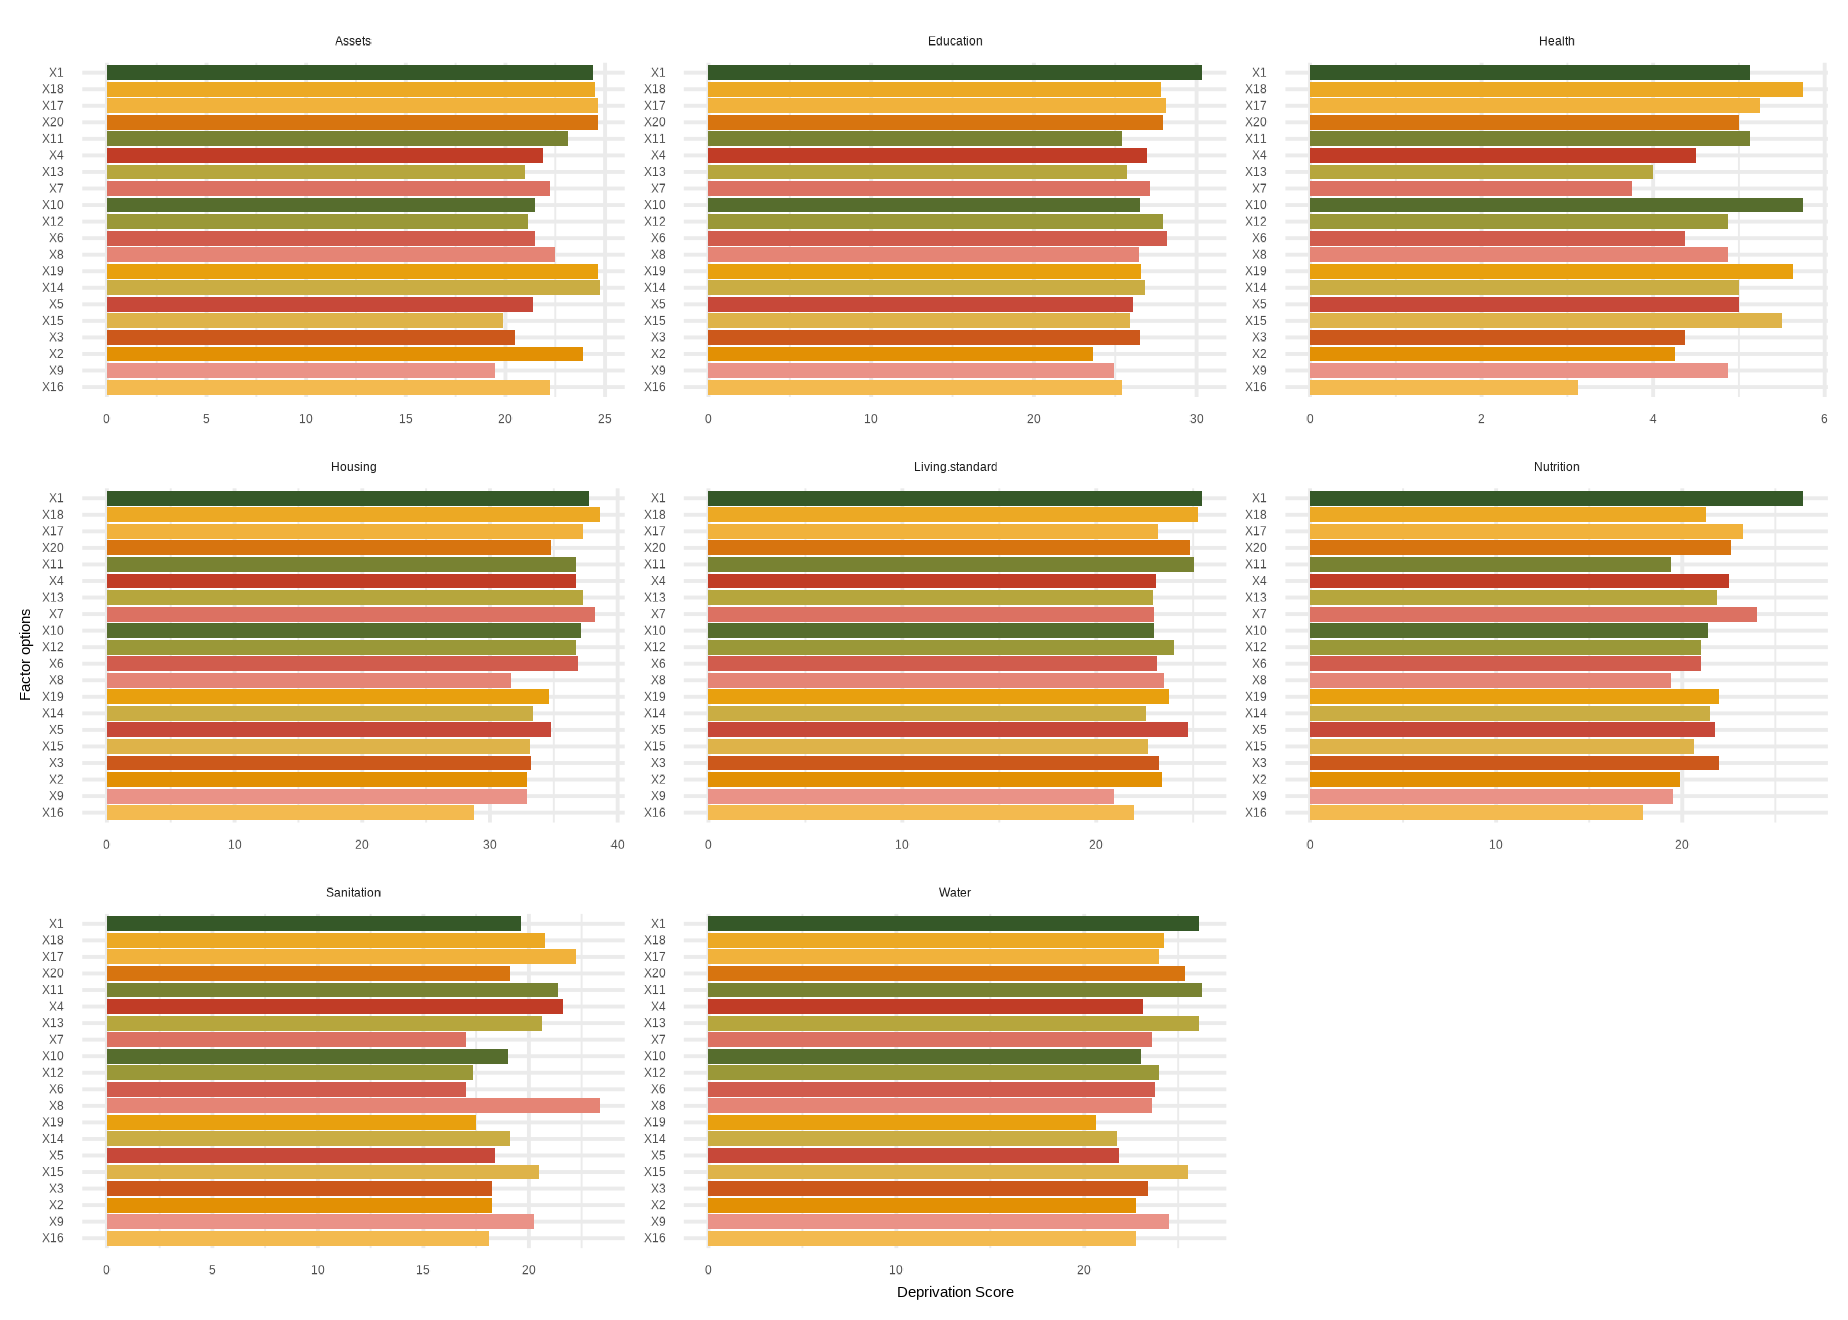 Assets
X1
X18
X17
X20
X11
X4
X13
X7
X10
X12
X6
X8
X19
X14
X5
X15
X3
X2
X9
X16
0 5 10 15 20 25
Education
X1
X18
X17
X20
X11
X4
X13
X7
X10
X12
X6
X8
X19
X14
X5
X15
X3
X2
X9
X16
0 10 20 30
Health
X1
X18
X17
X20
X11
X4
X13
X7
X10
X12
X6
X8
X19
X14
X5
X15
X3
X2
X9
X16
0 2 4 6
Factor options
Housing
X1
X18
X17
X20
X11
X4
X13
X7
X10
X12
X6
X8
X19
X14
X5
X15
X3
X2
X9
X16
0 10 20 30 40
Living.standard
X1
X18
X17
X20
X11
X4
X13
X7
X10
X12
X6
X8
X19
X14
X5
X15
X3
X2
X9
X16
0 10 20
Nutrition
X1
X18
X17
X20
X11
X4
X13
X7
X10
X12
X6
X8
X19
X14
X5
X15
X3
X2
X9
X16
0 10 20
Sanitation
X1
X18
X17
X20
X11
X4
X13
X7
X10
X12
X6
X8
X19
X14
X5
X15
X3
X2
X9
X16
0 5 10 15 20
Water
X1
X18
X17
X20
X11
X4
X13
X7
X10
X12
X6
X8
X19
X14
X5
X15
X3
X2
X9
X16
0 10 20
Deprivation Score